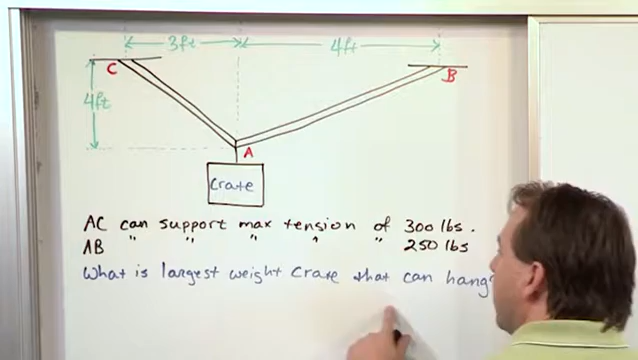 3ft 4ft
C B
4ft
A
Crate
AC can support max tension of 300 lbs.
AB " " " " " 250 lbs
What is largest weight crate that can hang